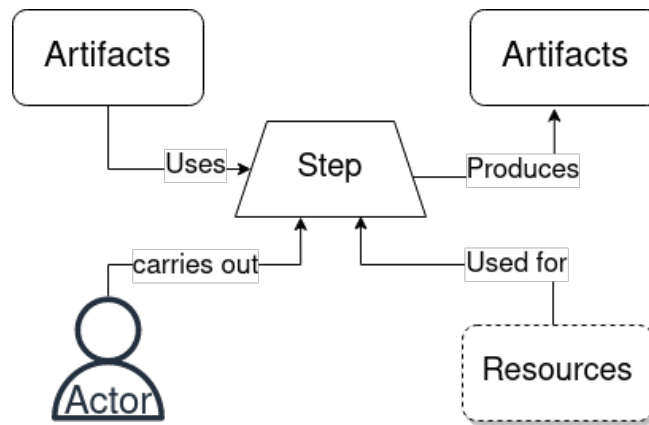 Artifacts
Artifacts
Step
Uses
Produces
carries out
Used for
Resources
Actor